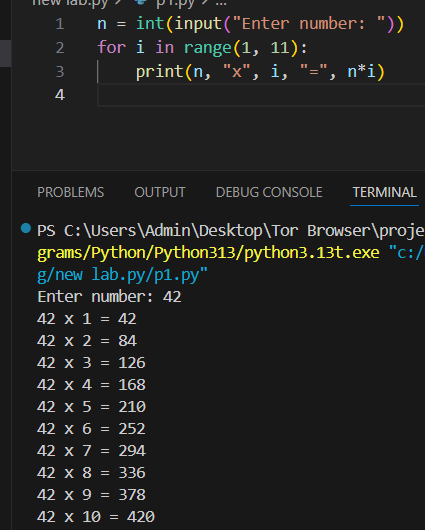 new lab.py > p1.py > ...
1 n = int(input("Enter number: "))
2 for i in range(1, 11):
3     print(n, "x", i, "=", n*i)
4
PROBLEMS OUTPUT DEBUG CONSOLE TERMINAL
PS C:\Users\Admin\Desktop\Tor Browser\proje
grams/Python/Python313/python3.13t.exe "c:/
g/new lab.py/p1.py"
Enter number: 42
42 x 1 = 42
42 x 2 = 84
42 x 3 = 126
42 x 4 = 168
42 x 5 = 210
42 x 6 = 252
42 x 7 = 294
42 x 8 = 336
42 x 9 = 378
42 x 10 = 420